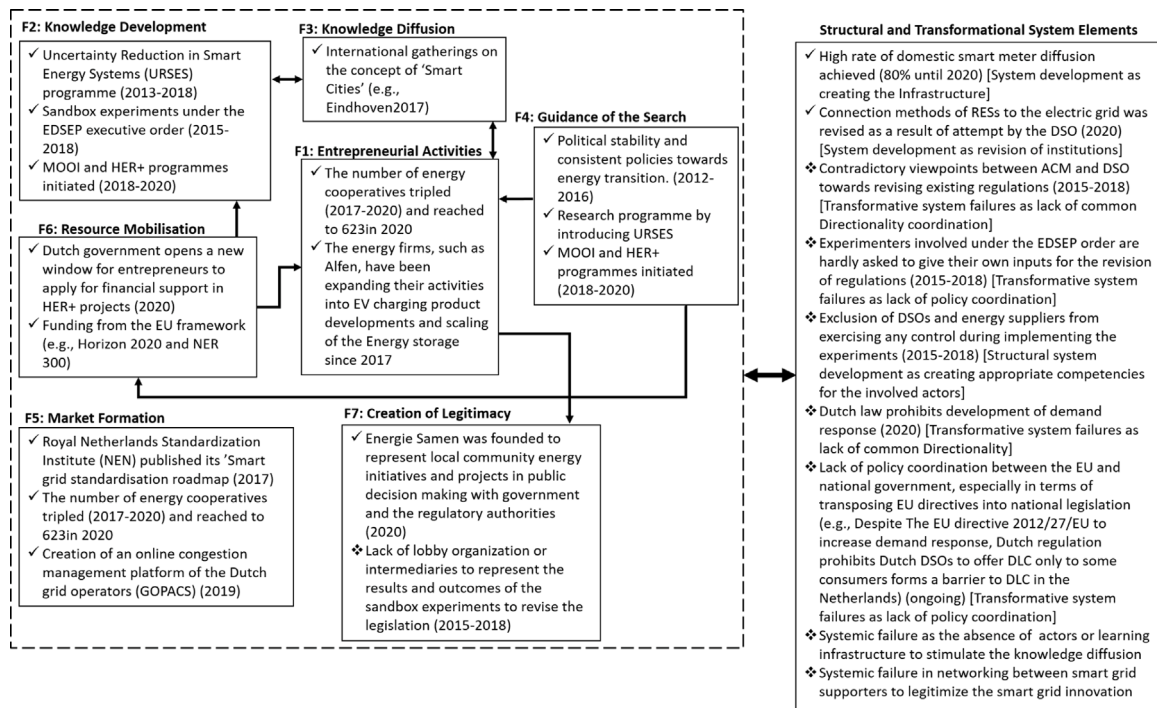 F2: Knowledge Development
✓ Uncertainty Reduction in Smart
Energy Systems (URSES)
programme (2013-2018)
✓ Sandbox experiments under the
EDSEP executive order (2015-
2018)
✓ MOOI and HER+ programmes
initiated (2018-2020)
F3: Knowledge Diffusion
✓ International gatherings on
the concept of ‘Smart
Cities’ (e.g.,
Eindhoven2017)
F4: Guidance of the Search
✓ Political stability and
consistent policies towards
energy transition. (2012-
2016)
✓ Research programme by
introducing URSES
✓ MOOI and HER+
programmes initiated
(2018-2020)
F1: Entrepreneurial Activities
✓ The number of energy
cooperatives tripled
(2017-2020) and reached
to 623in 2020
✓ The energy firms, such as
Alfen, have been
expanding their activities
into EV charging product
developments and scaling
of the Energy storage
since 2017
F6: Resource Mobilisation
✓ Dutch government opens a new
window for entrepreneurs to
apply for financial support in
HER+ projects (2020)
✓ Funding from the EU framework
(e.g., Horizon 2020 and NER
300)
F5: Market Formation
✓ Royal Netherlands Standardization
Institute (NEN) published its ’Smart
grid standardisation roadmap (2017)
✓ The number of energy cooperatives
tripled (2017-2020) and reached to
623in 2020
✓ Creation of an online congestion
management platform of the Dutch
grid operators (GOPACS) (2019)
F7: Creation of Legitimacy
✓ Energie Samen was founded to
represent local community energy
initiatives and projects in public
decision making with government
and the regulatory authorities
(2020)
❖ Lack of lobby organization or
intermediaries to represent the
results and outcomes of the
sandbox experiments to revise the
legislation (2015-2018)
Structural and Transformational System Elements
✓ High rate of domestic smart meter diffusion
achieved (80% until 2020) [System development as
creating the Infrastructure]
✓ Connection methods of RESs to the electric grid was
revised as a result of attempt by the DSO (2020)
[System development as revision of institutions]
❖ Contradictory viewpoints between ACM and DSO
towards revising existing regulations (2015-2018)
[Transformative system failures as lack of common
Directionality coordination]
❖ Experimenters involved under the EDSEP order are
hardly asked to give their own inputs for the revision
of regulations (2015-2018) [Transformative system
failures as lack of policy coordination]
❖ Exclusion of DSOs and energy suppliers from
exercising any control during implementing the
experiments (2015-2018) [Structural system
development as creating appropriate competencies
for the involved actors]
❖ Dutch law prohibits development of demand
response (2020) [Transformative system failures as
lack of common Directionality]
❖ Lack of policy coordination between the EU and
national government, especially in terms of
transposing EU directives into national legislation
(e.g., Despite The EU directive 2012/27/EU to
increase demand response, Dutch regulation
prohibits Dutch DSOs to offer DLC only to some
consumers forms a barrier to DLC in the
Netherlands) (ongoing) [Transformative system
failures as lack of policy coordination]
❖ Systemic failure as the absence of actors or learning
infrastructure to stimulate the knowledge diffusion
❖ Systemic failure in networking between smart grid
supporters to legitimize the smart grid innovation